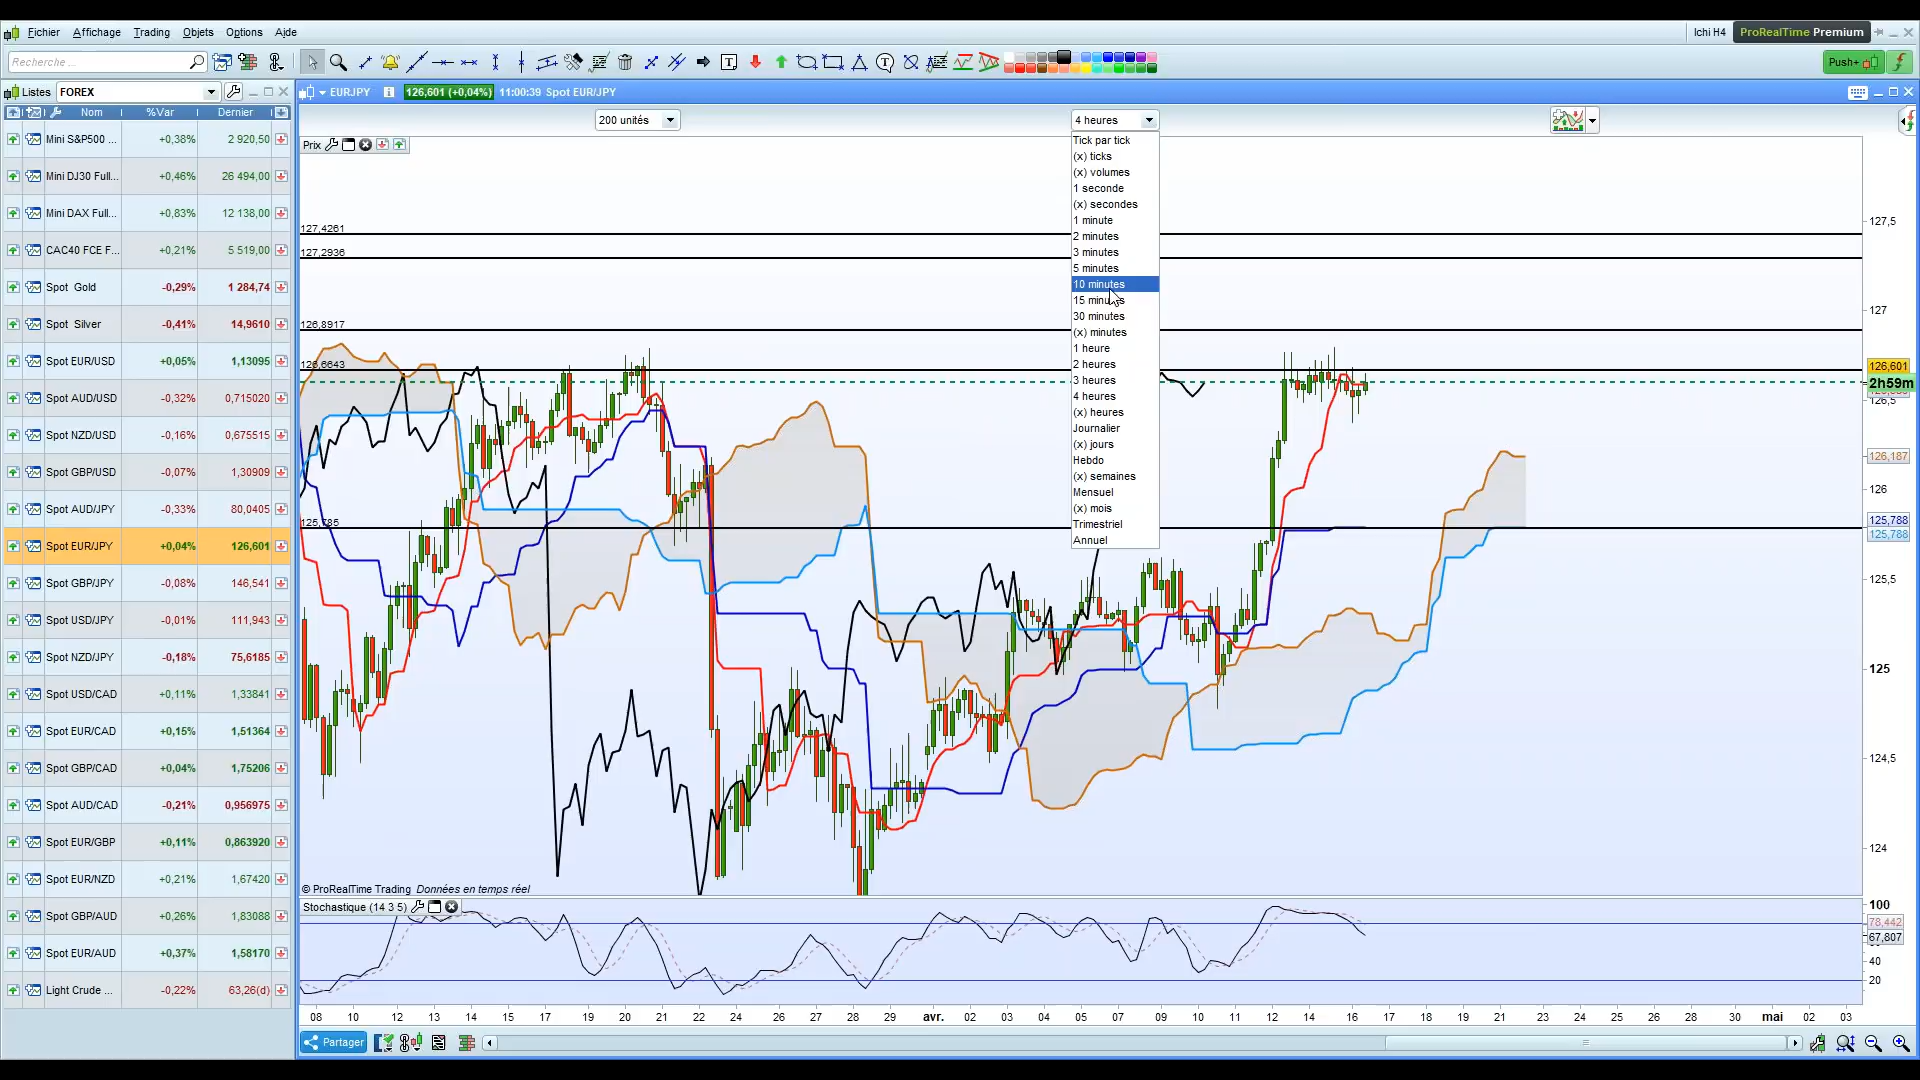 Fichier Affichage Trading Objets Options Aide Ichi H4 ProRealTime Premium
Recherche ... Push+
Listes FOREX EURJPY 126,601 (+0,04%) 11:00:39 Spot EUR/JPY
Nom %Var Dernier 200 unités 4 heures
Mini S&P500 ... +0,38% 2 920,50
Mini DJ30 Full... +0,46% 26 494,00
Mini DAX Full... +0,83% 12 138,00
CAC40 FCE F... +0,21% 5 519,00
Spot Gold -0,29% 1 284,74
Spot Silver -0,41% 14,9610
Spot EUR/USD +0,05% 1,13095
Spot AUD/USD -0,32% 0,715020
Spot NZD/USD -0,16% 0,675515
Spot GBP/USD -0,07% 1,30909
Spot AUD/JPY -0,33% 80,0405
Spot EUR/JPY +0,04% 126,601
Spot GBP/JPY -0,08% 146,541
Spot USD/JPY -0,01% 111,943
Spot NZD/JPY -0,18% 75,6185
Spot USD/CAD +0,11% 1,33841
Spot EUR/CAD +0,15% 1,51364
Spot GBP/CAD +0,04% 1,75206
Spot AUD/CAD -0,21% 0,956975
Spot EUR/GBP +0,11% 0,863920
Spot EUR/NZD +0,21% 1,67420
Spot GBP/AUD +0,26% 1,83088
Spot EUR/AUD +0,37% 1,58170
Light Crude ... -0,22% 63,26(d)
Prix
127,4261
127,2936
126,8917
126,6643
125,785
Tick par tick
(x) ticks
(x) volumes
1 seconde
(x) secondes
1 minute
2 minutes
3 minutes
5 minutes
10 minutes
15 minutes
30 minutes
(x) minutes
1 heure
2 heures
3 heures
4 heures
(x) heures
Journalier
(x) jours
Hebdo
(x) semaines
Mensuel
(x) mois
Trimestriel
Annuel
127,5
127
126,601
2h59m
126,5
126,187
126
125,788
125,788
125,5
125
124,5
124
© ProRealTime Trading Données en temps réel
Stochastique (14 3 5)
100
78,442
67,807
40
20
08 10 12 13 14 15 17 18 20 21 22 24 25 26 27 28 29 avr. 02 03 04 05 07 09 10 11 12 14 15 16 17 19 21 22 23 24 25 26 28 29 30 mai 02 03
Partager